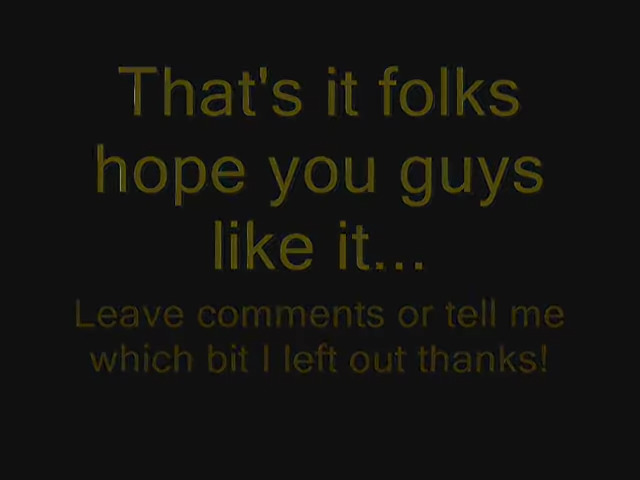 That's it folks
hope you guys
like it...
Leave comments or tell me
which bit I left out thanks!